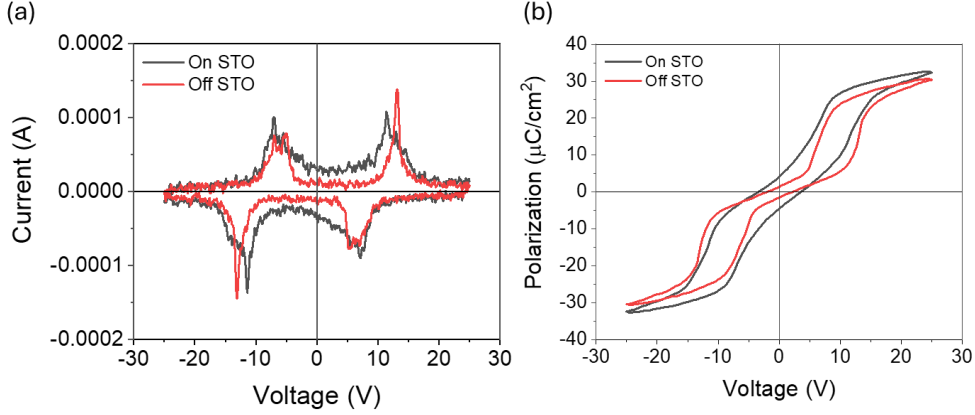 (a)
0.0002
0.0001
0.0000
-0.0001
-0.0002
Current (A)
On STO
Off STO
-30 -20 -10 0 10 20 30
Voltage (V)
(b)
40
30
20
10
0
-10
-20
-30
-40
Polarization (μC/cm²)
On STO
Off STO
-30 -20 -10 0 10 20 30
Voltage (V)